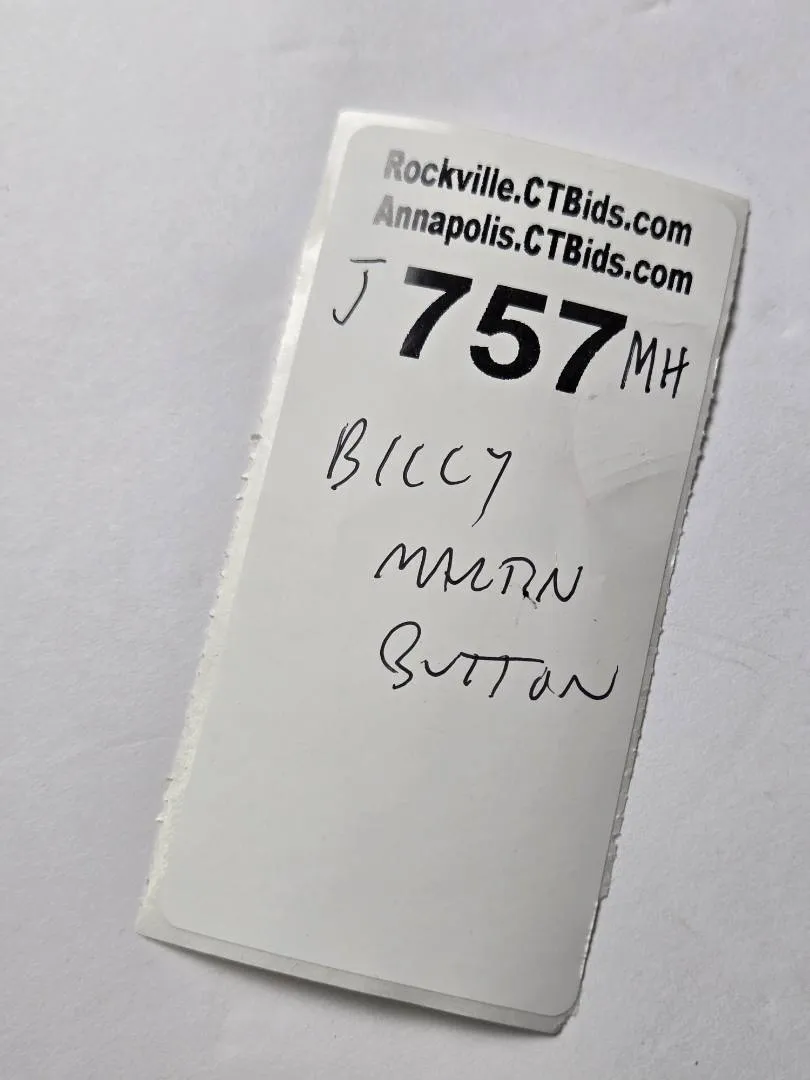 Rockville.CTBids.com
Annapolis.CTBids.com
J 757 MH
BILLY
MARTIN
BUTTON